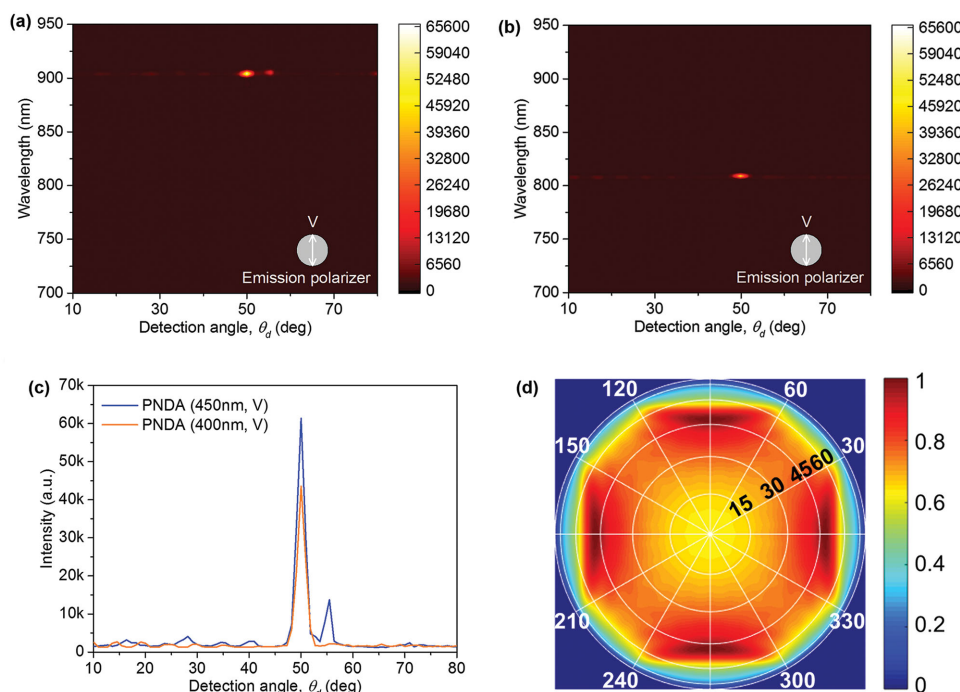 (a)
950
900
850
800
750
700
Wavelength (nm)
10 30 50 70
Detection angle, θd (deg)
V
Emission polarizer
65600
59040
52480
45920
39360
32800
26240
19680
13120
6560
0
(b)
950
900
850
800
750
700
Wavelength (nm)
10 30 50 70
Detection angle, θd (deg)
V
Emission polarizer
65600
59040
52480
45920
39360
32800
26240
19680
13120
6560
0
(c)
70k
60k
50k
40k
30k
20k
10k
0
Intensity (a.u.)
PNDA (450nm, V)
PNDA (400nm, V)
10 20 30 40 50 60 70 80
Detection angle, θd (deg)
(d)
120 60
150 30
15 30 45 60
210 330
240 300
1
0.8
0.6
0.4
0.2
0